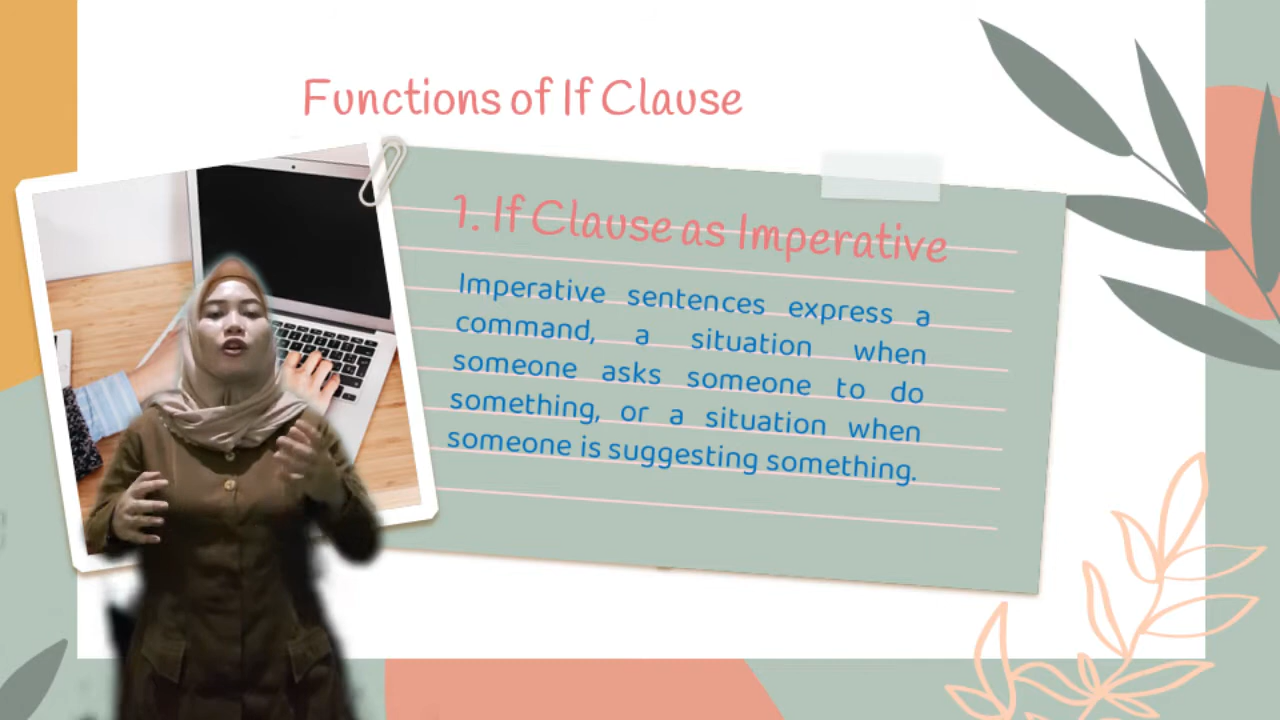 Functions of If Clause
1. If Clause as Imperative
Imperative sentences express a
command, a situation when
someone asks someone to do
something, or a situation when
someone is suggesting something.